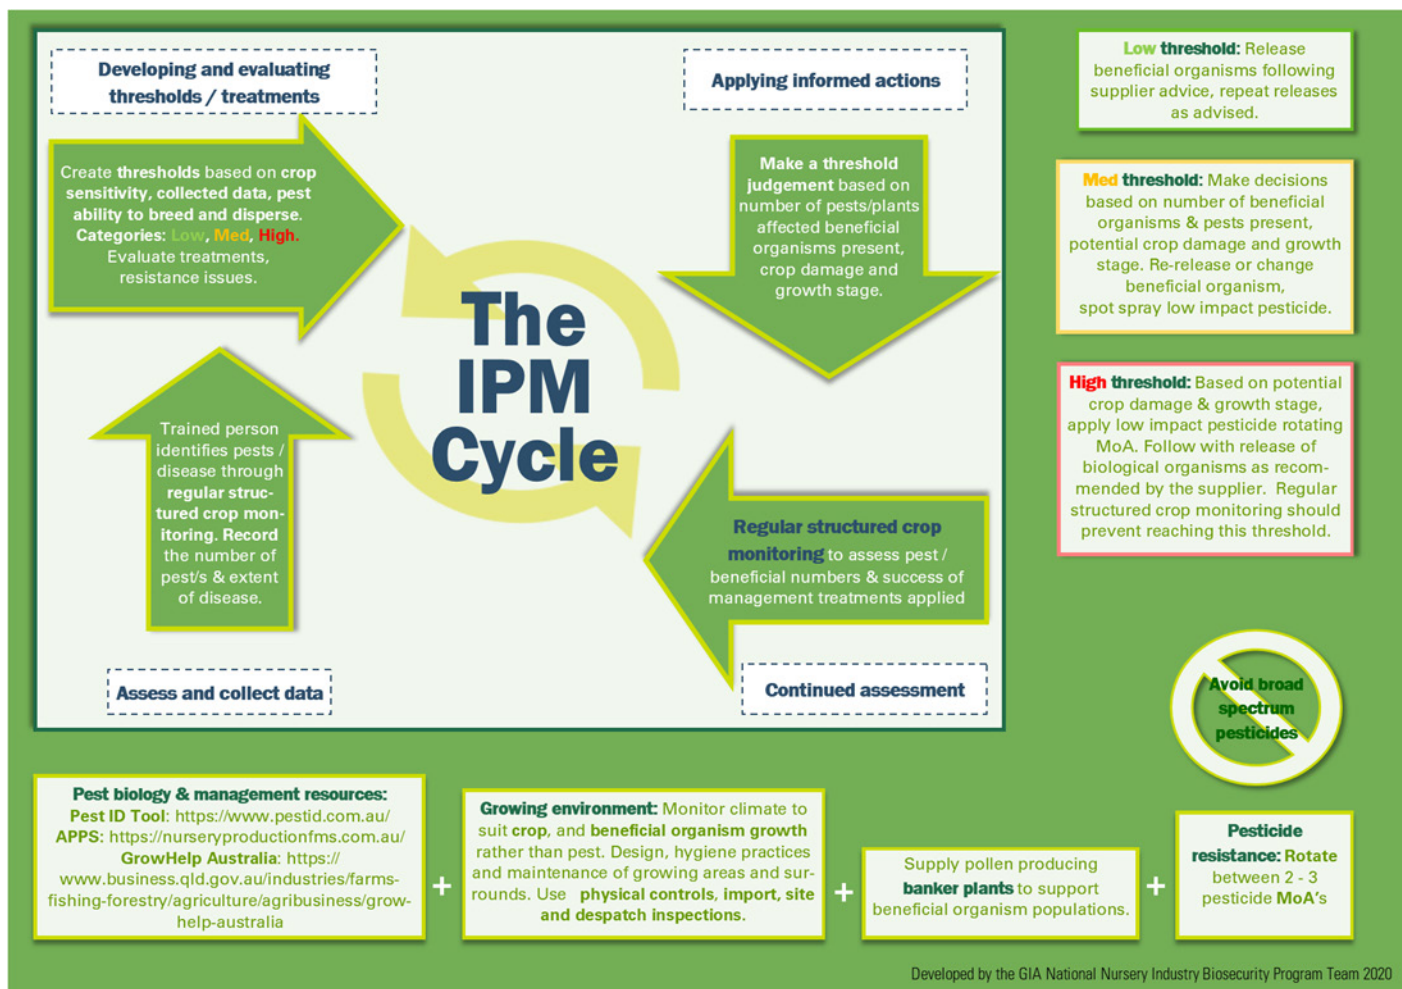 Developing and evaluating
thresholds / treatments
Create thresholds based on crop
sensitivity, collected data, pest
ability to breed and disperse.
Categories: Low, Med, High.
Evaluate treatments,
resistance issues.
Applying informed actions
Make a threshold
judgement based on
number of pests/plants
affected beneficial
organisms present,
crop damage and
growth stage.
The
IPM
Cycle
Trained person
identifies pests /
disease through
regular struc-
tured crop mon-
itoring. Record
the number of
pest/s & extent
of disease.
Assess and collect data
Regular structured crop
monitoring to assess pest /
beneficial numbers & success of
management treatments applied
Continued assessment
Low threshold: Release
beneficial organisms following
supplier advice, repeat releases
as advised.
Med threshold: Make decisions
based on number of beneficial
organisms & pests present,
potential crop damage and growth
stage. Re-release or change
beneficial organism,
spot spray low impact pesticide.
High threshold: Based on potential
crop damage & growth stage,
apply low impact pesticide rotating
MoA. Follow with release of
biological organisms as recom-
mended by the supplier. Regular
structured crop monitoring should
prevent reaching this threshold.
Avoid broad
spectrum
pesticides
Pest biology & management resources:
Pest ID Tool: https://www.pestid.com.au/
APPS: https://nurseryproductionfms.com.au/
GrowHelp Australia: https://
www.business.qld.gov.au/industries/farms-
fishing-forestry/agriculture/agribusiness/grow-
help-australia
+
Growing environment: Monitor climate to
suit crop, and beneficial organism growth
rather than pest. Design, hygiene practices
and maintenance of growing areas and sur-
rounds. Use physical controls, import, site
and despatch inspections.
+
Supply pollen producing
banker plants to support
beneficial organism populations.
+
Pesticide
resistance: Rotate
between 2 - 3
pesticide MoA's
Developed by the GIA National Nursery Industry Biosecurity Program Team 2020